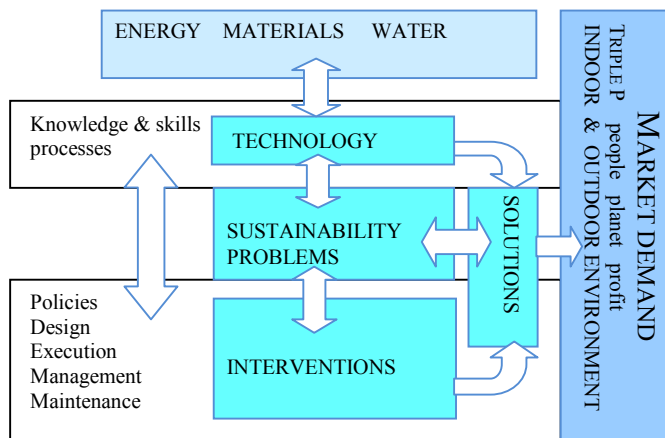 ENERGY MATERIALS WATER
Knowledge & skills
processes
TECHNOLOGY
SUSTAINABILITY
PROBLEMS
SOLUTIONS
Policies
Design
Execution
Management
Maintenance
INTERVENTIONS
MARKET DEMAND
TRIPLE P people planet profit
INDOOR & OUTDOOR ENVIRONMENT